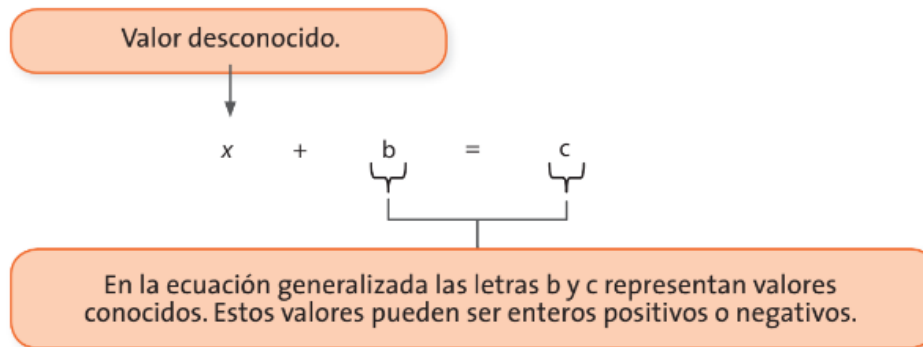 Valor desconocido.
x + b = c
En la ecuación generalizada las letras b y c representan valores
conocidos. Estos valores pueden ser enteros positivos o negativos.